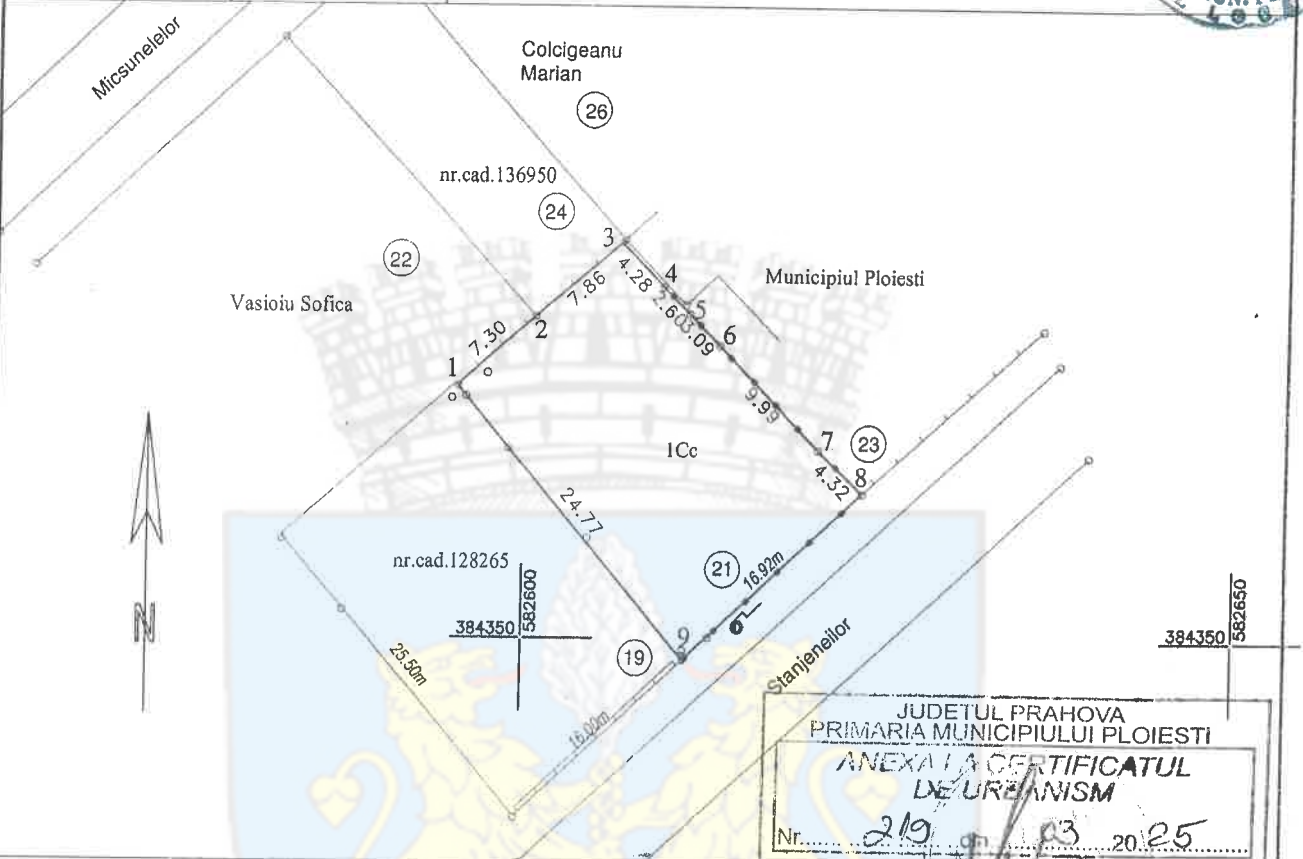 Micsunelelor
Colcigeanu
Marian
26
nr.cad.136950
24
22
3
4.28
4
Municipiul Ploiesti
Vasioiu Sofica
7.86
2.60
5
3.09
6
7.30
2
1
9.99
7
23
1Cc
4.32
8
24.77
nr.cad.128265
21
16.92m
384350
582600
384350
582650
9
19
25.50m
Stanjeneilor
16.00m
N
JUDETUL PRAHOVA
PRIMARIA MUNICIPIULUI PLOIESTI
ANEXA LA CERTIFICATUL
DE URBANISM
Nr. 219 din 03 2025